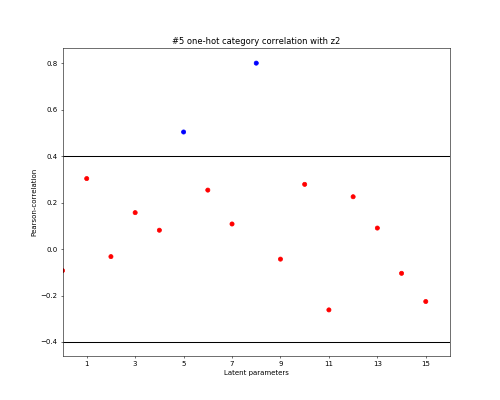 #5 one-hot category correlation with z2
0.8
0.6
0.4
0.2
0.0
−0.2
−0.4
Pearson-correlation
1 3 5 7 9 11 13 15
Latent parameters